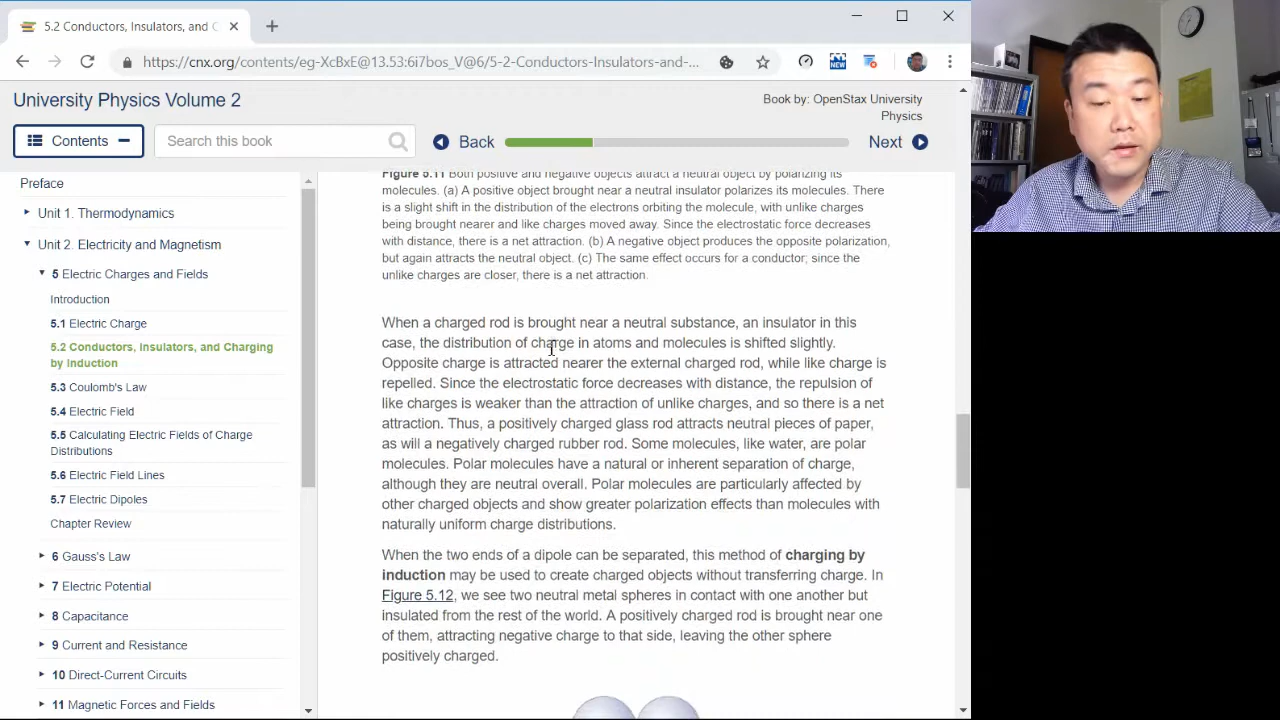 5.2 Conductors, Insulators, and C
https://cnx.org/contents/eg-XcBxE@13.53:6i7bos_V@6/5-2-Conductors-Insulators-and-...
NEW
University Physics Volume 2
Book by: OpenStax University
Physics
Contents
Search this book
Back
Next
Preface
Unit 1. Thermodynamics
Unit 2. Electricity and Magnetism
5 Electric Charges and Fields
Introduction
5.1 Electric Charge
5.2 Conductors, Insulators, and Charging
by Induction
5.3 Coulomb's Law
5.4 Electric Field
5.5 Calculating Electric Fields of Charge
Distributions
5.6 Electric Field Lines
5.7 Electric Dipoles
Chapter Review
6 Gauss's Law
7 Electric Potential
8 Capacitance
9 Current and Resistance
10 Direct-Current Circuits
11 Magnetic Forces and Fields
Figure 5.11 Both positive and negative objects attract a neutral object by polarizing its
molecules. (a) A positive object brought near a neutral insulator polarizes its molecules. There
is a slight shift in the distribution of the electrons orbiting the molecule, with unlike charges
being brought nearer and like charges moved away. Since the electrostatic force decreases
with distance, there is a net attraction. (b) A negative object produces the opposite polarization,
but again attracts the neutral object. (c) The same effect occurs for a conductor; since the
unlike charges are closer, there is a net attraction.
When a charged rod is brought near a neutral substance, an insulator in this
case, the distribution of charge in atoms and molecules is shifted slightly.
Opposite charge is attracted nearer the external charged rod, while like charge is
repelled. Since the electrostatic force decreases with distance, the repulsion of
like charges is weaker than the attraction of unlike charges, and so there is a net
attraction. Thus, a positively charged glass rod attracts neutral pieces of paper,
as will a negatively charged rubber rod. Some molecules, like water, are polar
molecules. Polar molecules have a natural or inherent separation of charge,
although they are neutral overall. Polar molecules are particularly affected by
other charged objects and show greater polarization effects than molecules with
naturally uniform charge distributions.
When the two ends of a dipole can be separated, this method of charging by
induction may be used to create charged objects without transferring charge. In
Figure 5.12, we see two neutral metal spheres in contact with one another but
insulated from the rest of the world. A positively charged rod is brought near one
of them, attracting negative charge to that side, leaving the other sphere
positively charged.